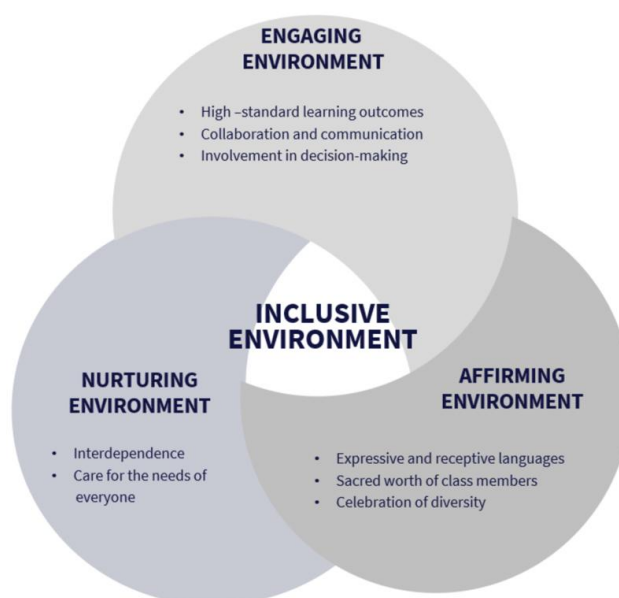 ENGAGING
ENVIRONMENT
• High –standard learning outcomes
• Collaboration and communication
• Involvement in decision-making
INCLUSIVE
ENVIRONMENT
NURTURING
ENVIRONMENT
• Interdependence
• Care for the needs of
everyone
AFFIRMING
ENVIRONMENT
• Expressive and receptive languages
• Sacred worth of class members
• Celebration of diversity